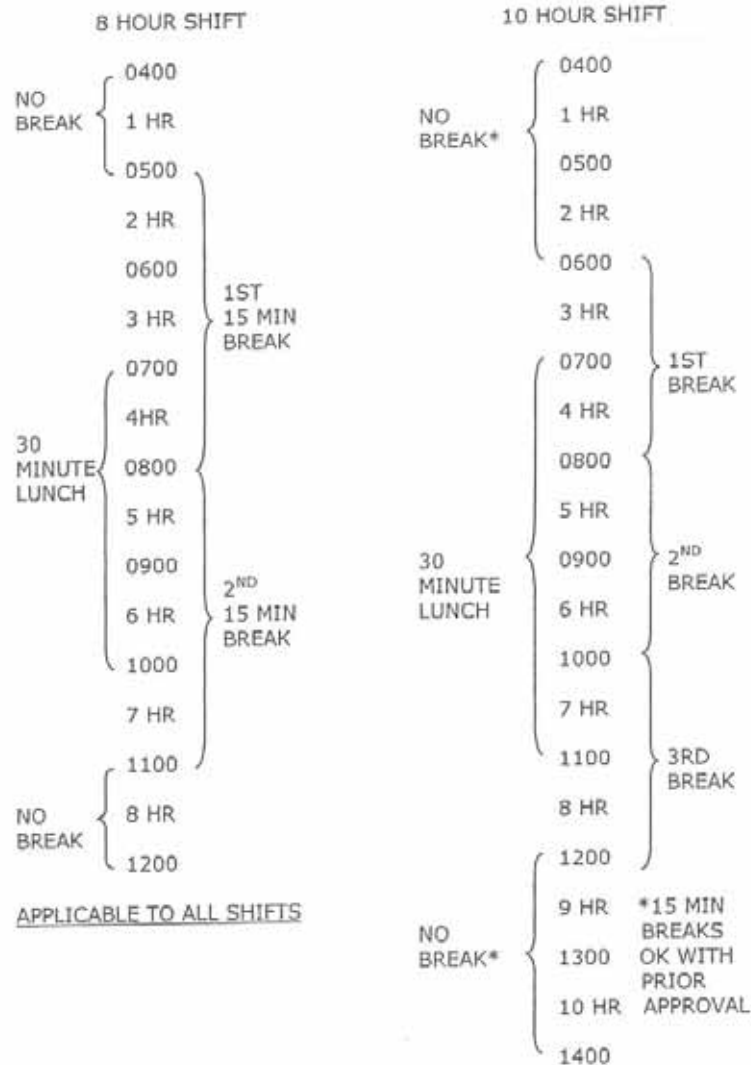 8 HOUR SHIFT
0400
NO
BREAK
1 HR
0500
2 HR
0600
1ST
15 MIN
BREAK
3 HR
0700
4HR
30
MINUTE
LUNCH
0800
5 HR
0900
2ND
15 MIN
BREAK
6 HR
1000
7 HR
1100
NO
BREAK
8 HR
1200
APPLICABLE TO ALL SHIFTS
10 HOUR SHIFT
0400
NO
BREAK*
1 HR
0500
2 HR
0600
3 HR
0700
1ST
BREAK
4 HR
0800
5 HR
30
MINUTE
LUNCH
0900
2ND
BREAK
6 HR
1000
7 HR
1100
3RD
BREAK
8 HR
1200
9 HR
NO
BREAK*
1300
10 HR
1400
*15 MIN
BREAKS
OK WITH
PRIOR
APPROVAL